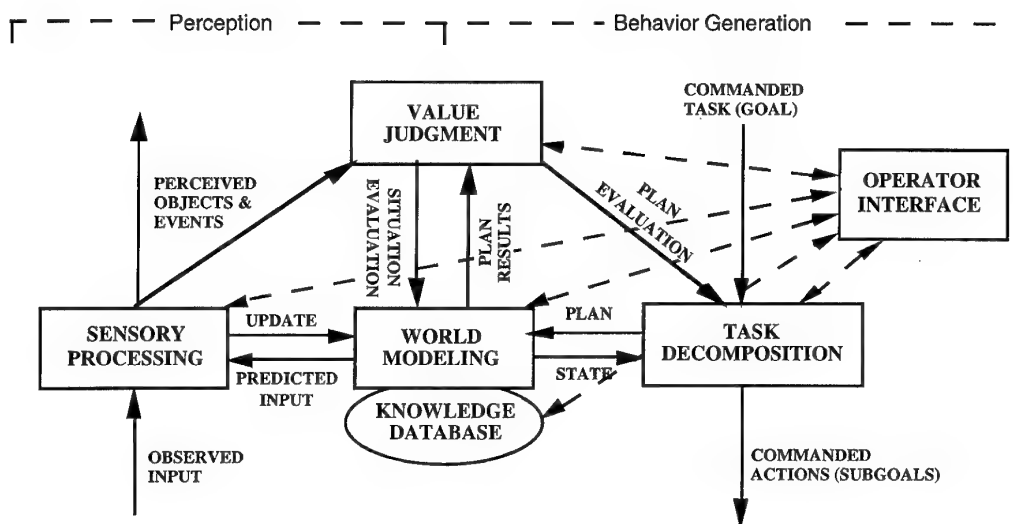 Perception
Behavior Generation
VALUE
JUDGMENT
COMMANDED
TASK (GOAL)
PERCEIVED
OBJECTS &
EVENTS
SITUATION
EVALUATION
PLAN
RESULTS
PLAN
EVALUATION
OPERATOR
INTERFACE
SENSORY
PROCESSING
UPDATE
PREDICTED
INPUT
WORLD
MODELING
PLAN
STATE
TASK
DECOMPOSITION
KNOWLEDGE
DATABASE
OBSERVED
INPUT
COMMANDED
ACTIONS (SUBGOALS)